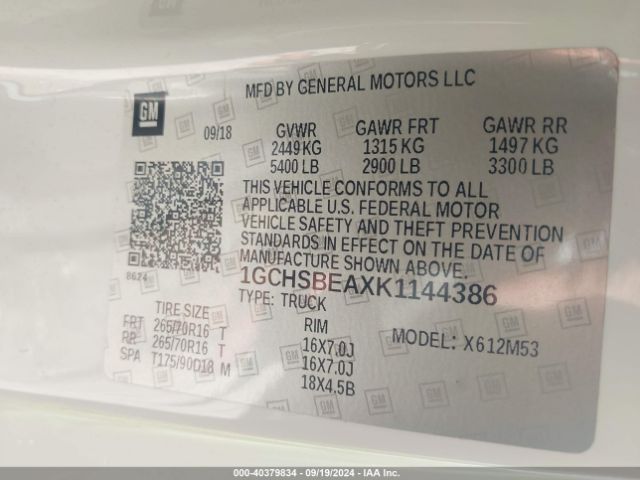 MFD BY GENERAL MOTORS LLC
GM
09/18
GVWR GAWR FRT GAWR RR
2449 KG 1315 KG 1497 KG
5400 LB 2900 LB 3300 LB
THIS VEHICLE CONFORMS TO ALL
APPLICABLE U.S. FEDERAL MOTOR
VEHICLE SAFETY AND THEFT PREVENTION
STANDARDS IN EFFECT ON THE DATE OF
MANUFACTURE SHOWN ABOVE.
8624
1GCHSBEAXK1144386
TYPE: TRUCK
TIRE SIZE RIM MODEL: X612M53
FRT 265/70R16 T 16X7.0J
RR 265/70R16 T 16X7.0J
SPA T175/90D18 M 18X4.5B
000-40379834 - 09/19/2024 - IAA Inc.